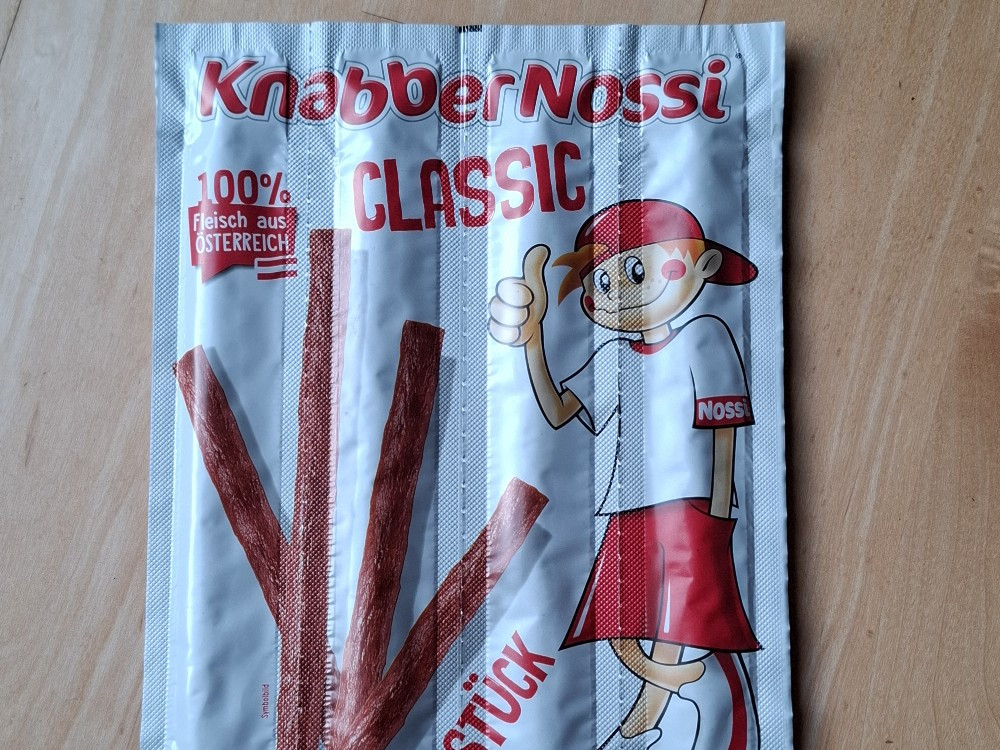 KnabberNossi
CLASSIC
100%
Fleisch aus
ÖSTERREICH
Nossi
STÜCK
Symbolbild